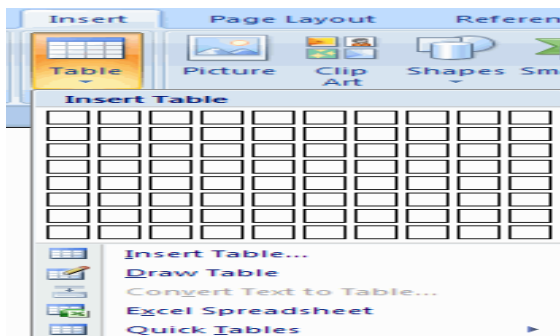 Insert Page Layout Referen
Table Picture Clip Art Shapes Sm
Insert Table
Insert Table...
Draw Table
Convert Text to Table...
Excel Spreadsheet
Quick Tables